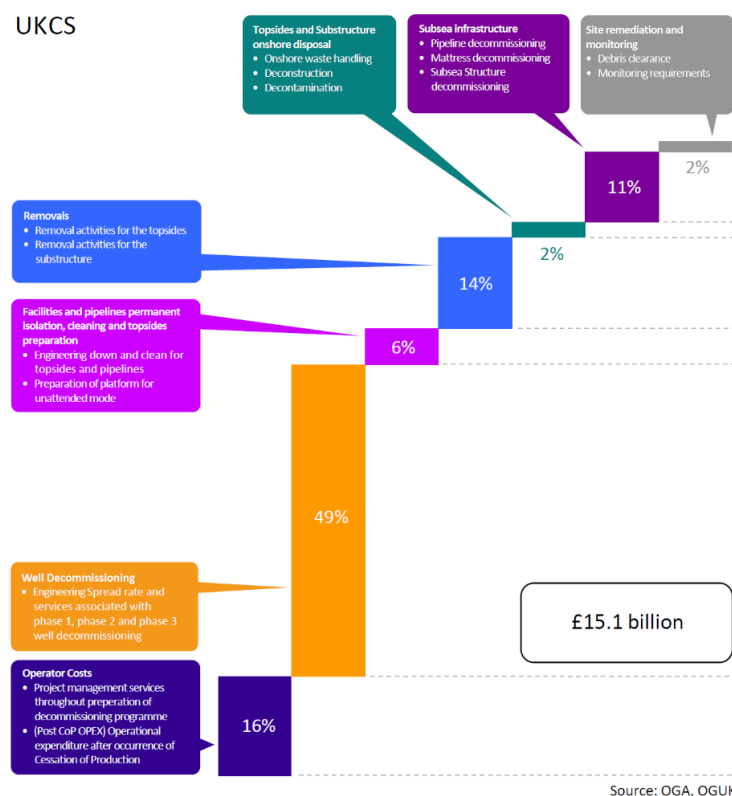 UKCS
Topsides and Substructure
onshore disposal
• Onshore waste handling
• Deconstruction
• Decontamination
Subsea infrastructure
• Pipeline decommissioning
• Mattress decommissioning
• Subsea Structure
decommissioning
Site remediation and
monitoring
• Debris clearance
• Monitoring requirements
2%
11%
Removals
• Removal activities for the topsides
• Removal activities for the
substructure
2%
14%
Facilities and pipelines permanent
isolation, cleaning and topsides
preparation
• Engineering down and clean for
topsides and pipelines
• Preparation of platform for
unattended mode
6%
49%
Well Decommissioning
• Engineering Spread rate and
services associated with
phase 1, phase 2 and phase 3
well decommissioning
£15.1 billion
Operator Costs
• Project management services
throughout preperation of
decommissioning programme
• (Post CoP OPEX) Operational
expenditure after occurrence of
Cessation of Production
16%
Source: OGA, OGUK